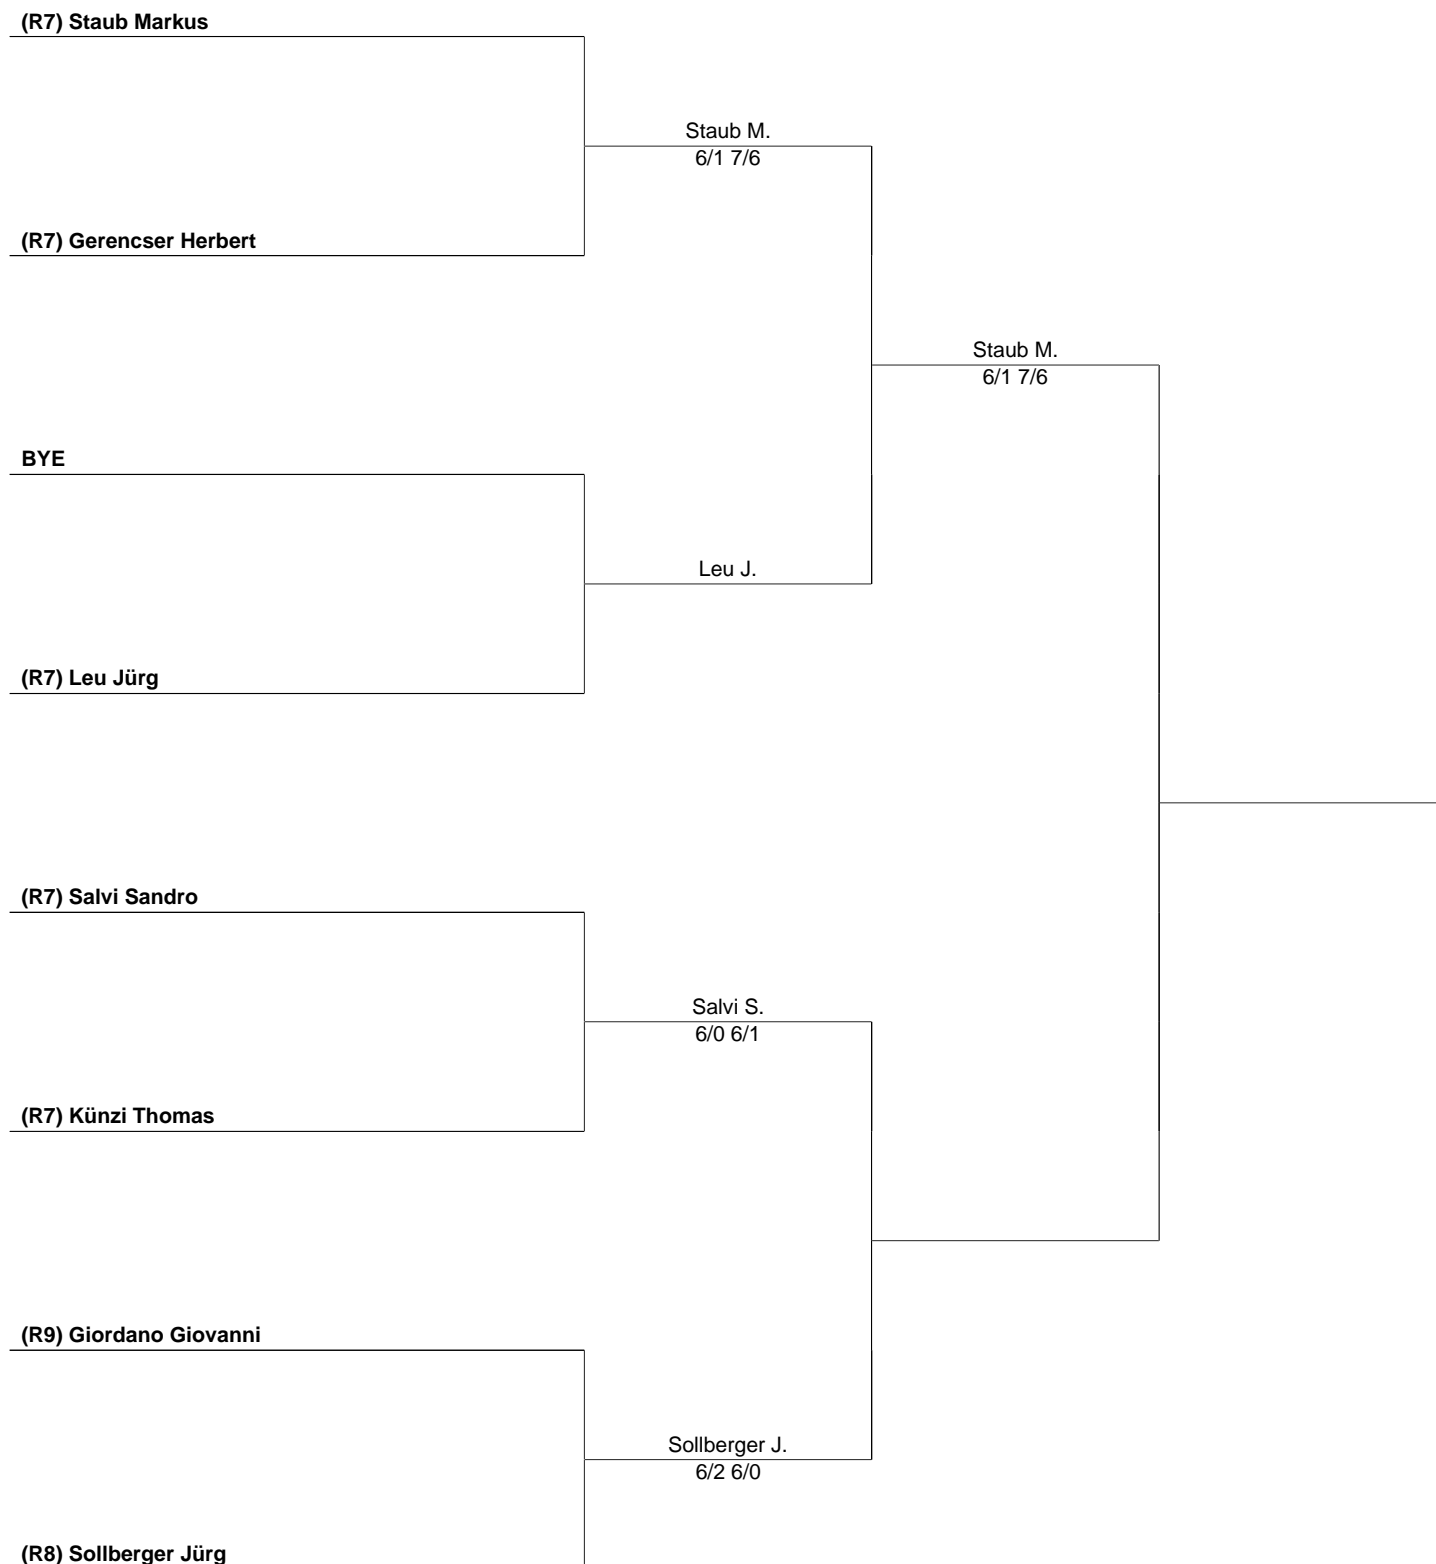 (R7) Staub Markus
Staub M.
6/1 7/6
(R7) Gerencser Herbert
Staub M.
6/1 7/6
BYE
Leu J.
(R7) Leu Jürg
(R7) Salvi Sandro
Salvi S.
6/0 6/1
(R7) Künzi Thomas
(R9) Giordano Giovanni
Sollberger J.
6/2 6/0
(R8) Sollberger Jürg